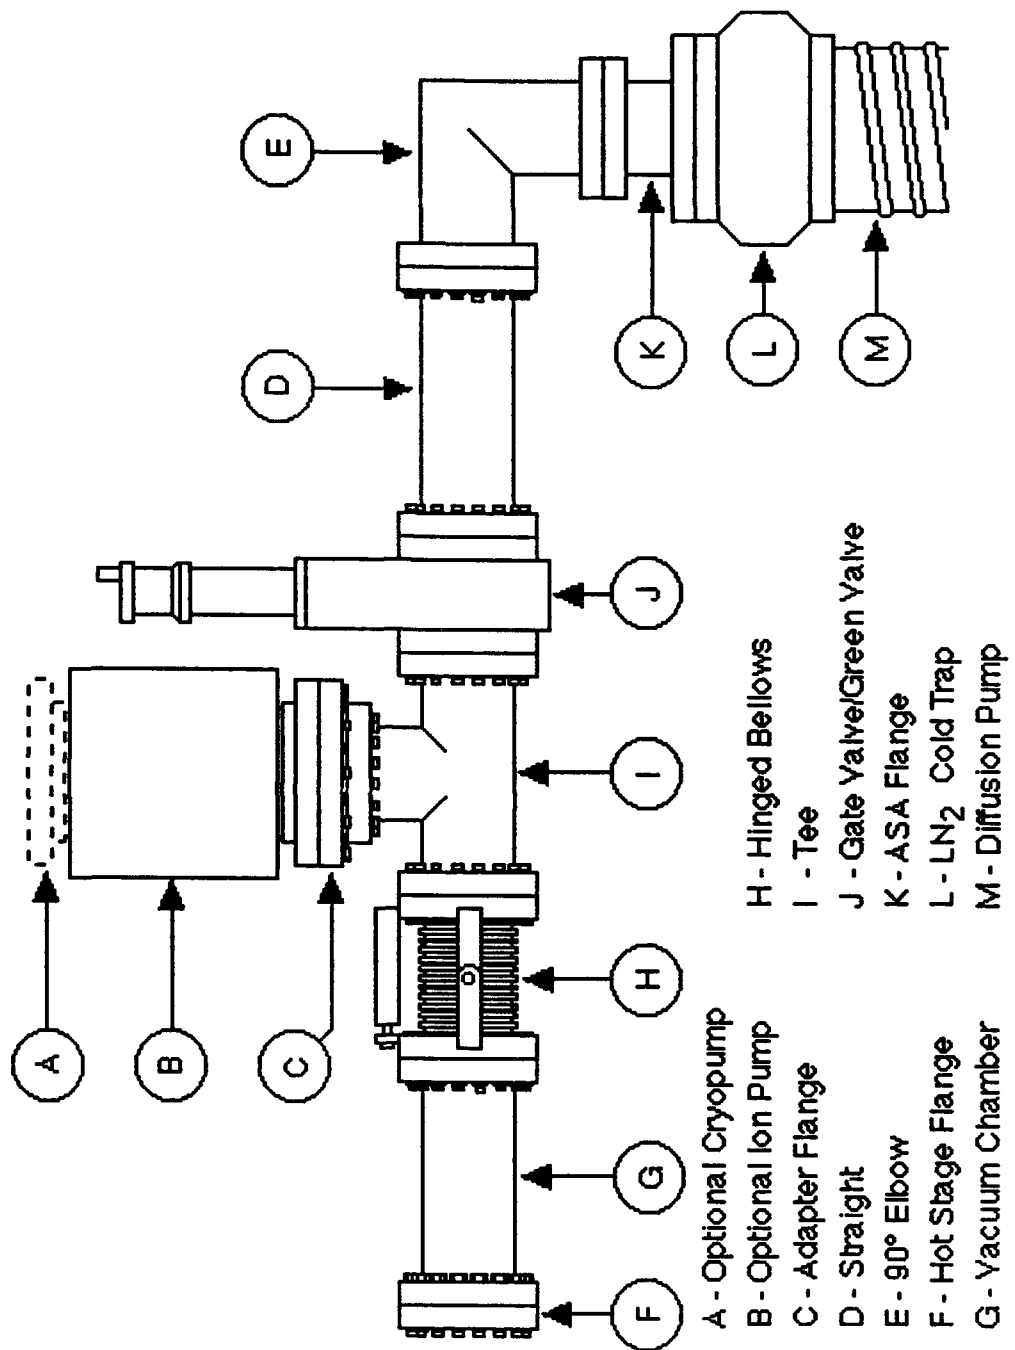 A
B
C
D
E
F
G
H
I
J
K
L
M
A - Optional Cryopump
B - Optional Ion Pump
C - Adapter Flange
D - Straight
E - 90° Elbow
F - Hot Stage Flange
G - Vacuum Chamber
H - Hinged Bellows
I - Tee
J - Gate Valve/Green Valve
K - ASA Flange
L - LN2 Cold Trap
M - Diffusion Pump